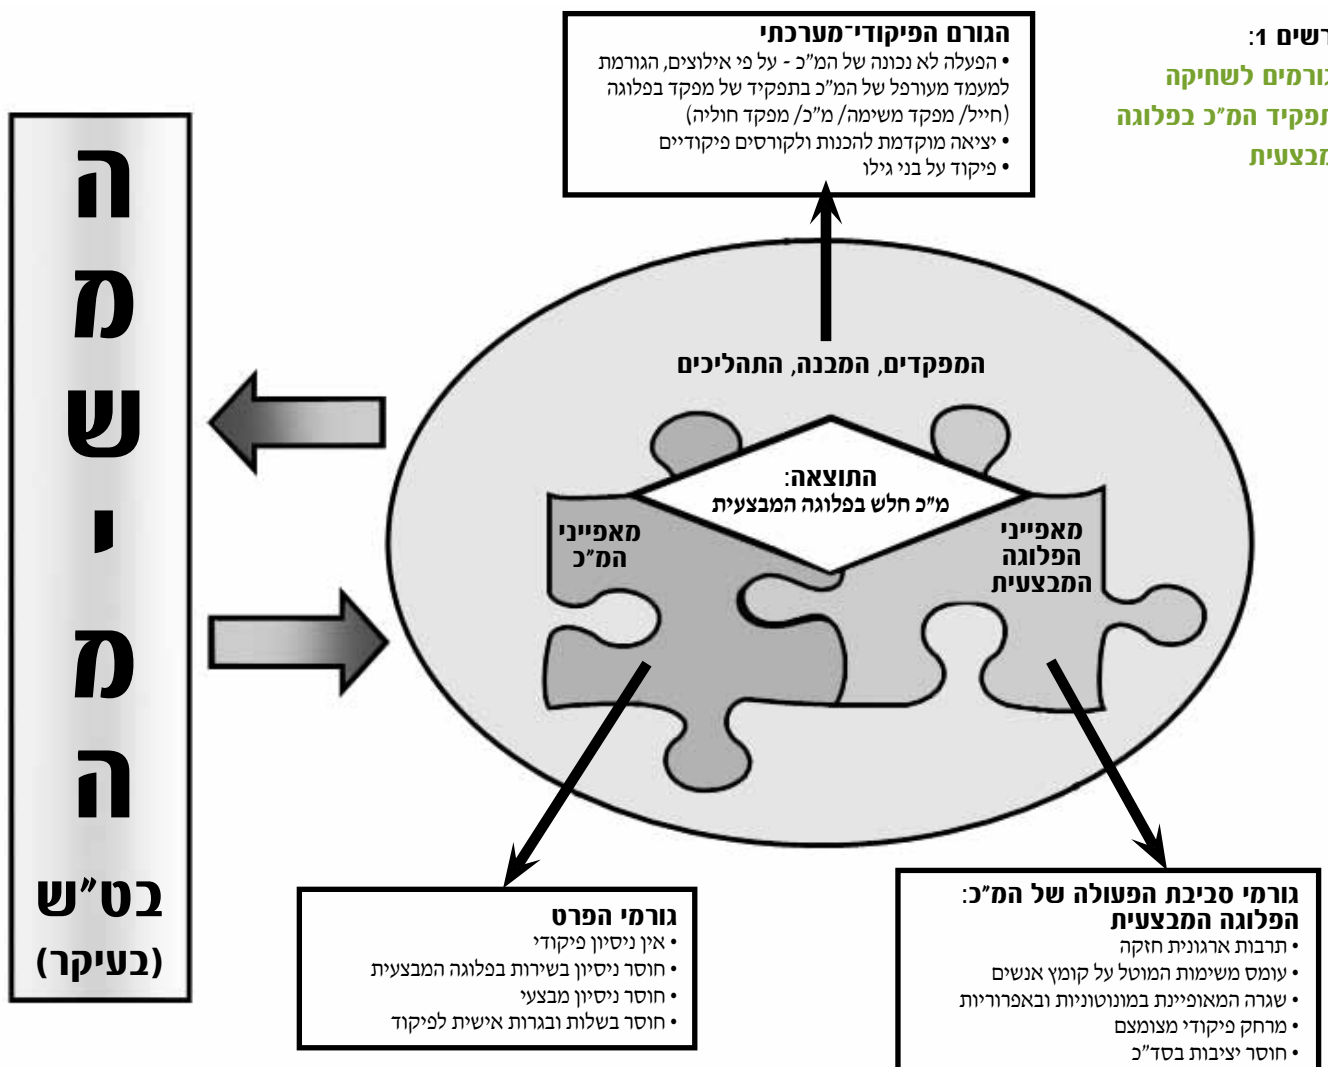 רשים 1:
גורמים לשחיקה
תפקיד המ"כ בפלוגה
מבצעית
הגורם הפיקודי־מערכתי
• הפעלה לא נכונה של המ"כ - על פי אילוצים, הגורמת
למעמד מעורפל של המ"כ בתפקיד של מפקד בפלוגה
(חייל/ מפקד משימה/ מ"כ/ מפקד חוליה)
• יציאה מוקדמת להכנות ולקורסים פיקודיים
• פיקוד על בני גילו
המפקדים, המבנה, התהליכים
התוצאה:
מ"כ חלש בפלוגה המבצעית
מאפייני
הפלוגה
המבצעית
מאפייני
המ"כ
ה
מ
ש
י
מ
ה
בט"ש
(בעיקר)
גורמי סביבת הפעולה של המ"כ:
הפלוגה המבצעית
• תרבות ארגונית חזקה
• עומס משימות המוטל על קומץ אנשים
• שגרה המאופיינת במונוטוניות ובאפרוריות
• מרחק פיקודי מצומצם
• חוסר יציבות בסד"כ
גורמי הפרט
• אין ניסיון פיקודי
• חוסר ניסיון בשירות בפלוגה המבצעית
• חוסר ניסיון מבצעי
• חוסר בשלות ובגרות אישית לפיקוד